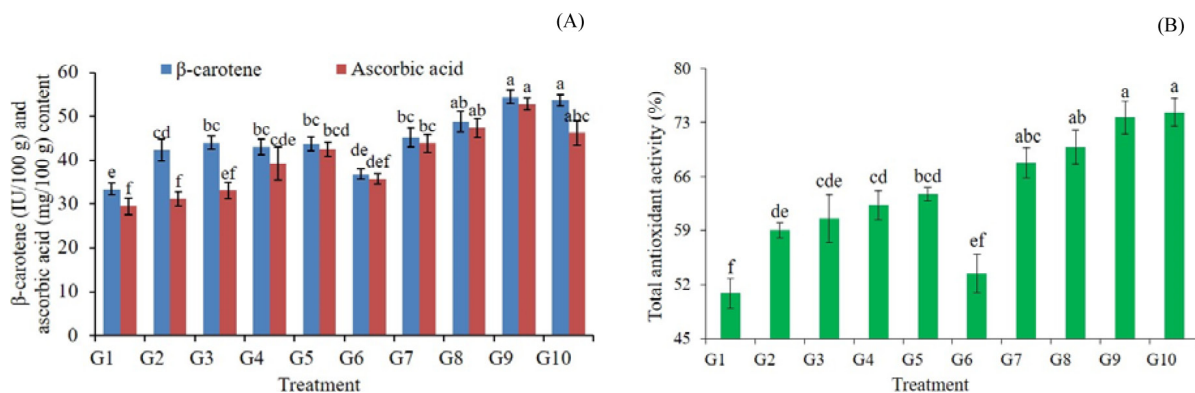 (A)
β-carotene
Ascorbic acid
β-carotene (IU/100 g) and
ascorbic acid (mg/100 g) content
60
50
40
30
20
10
0
e f cd f bc ef bc cde bc bcd de def bc bc ab ab a a a abc
G1 G2 G3 G4 G5 G6 G7 G8 G9 G10
Treatment
(B)
Total antioxidant activity (%)
80
73
66
59
52
45
f de cde cd bcd ef abc ab a a
G1 G2 G3 G4 G5 G6 G7 G8 G9 G10
Treatment